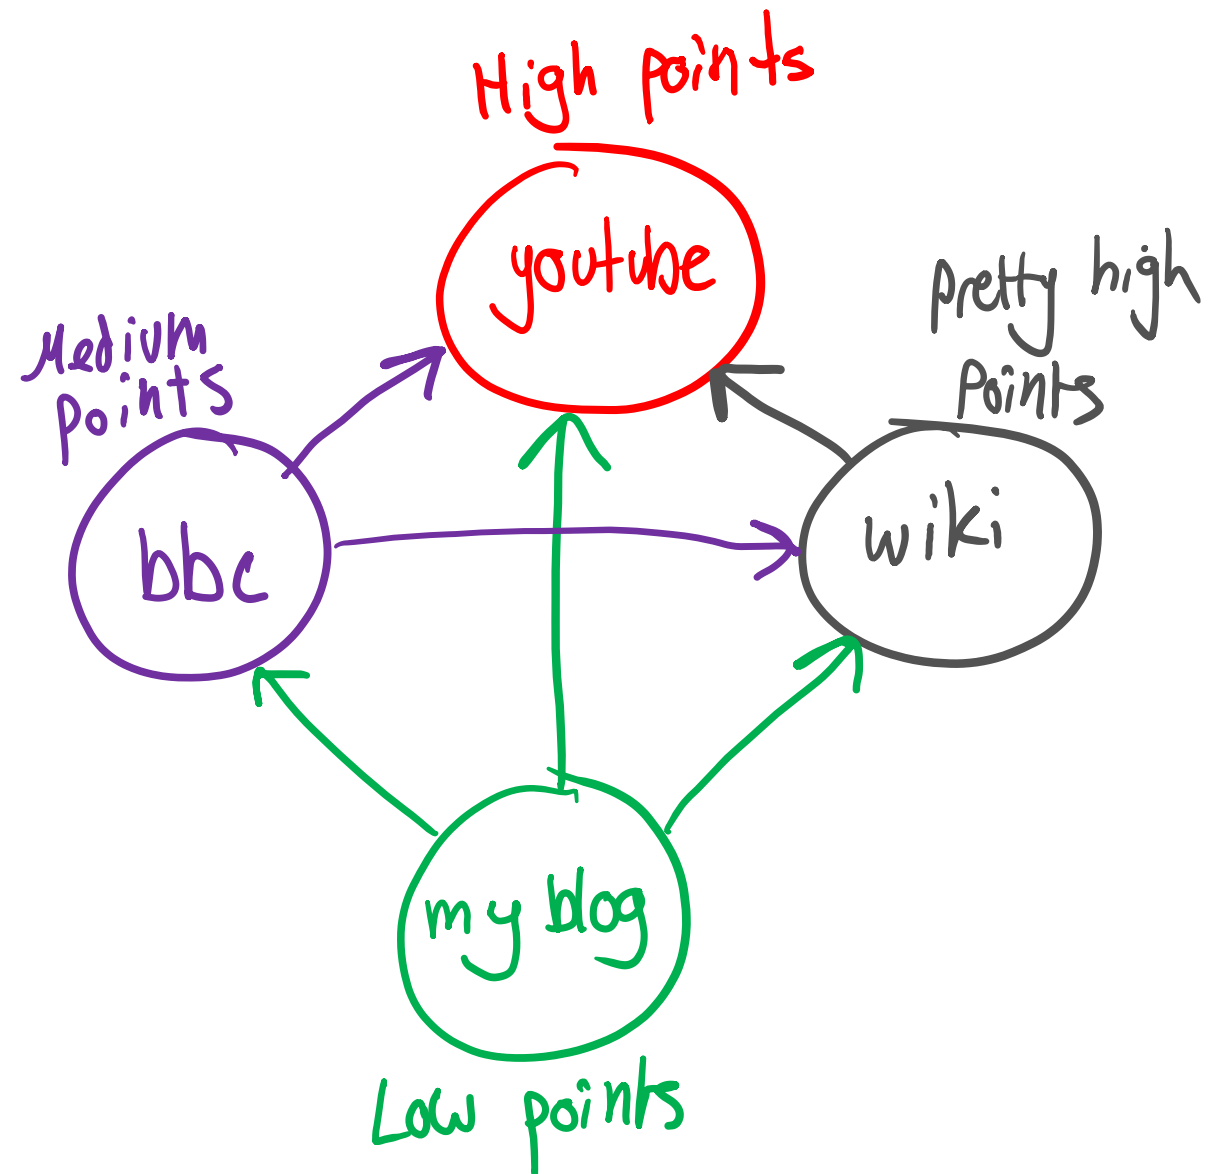 High points
youtube
pretty high
points
Medium
points
bbc
wiki
my blog
Low points